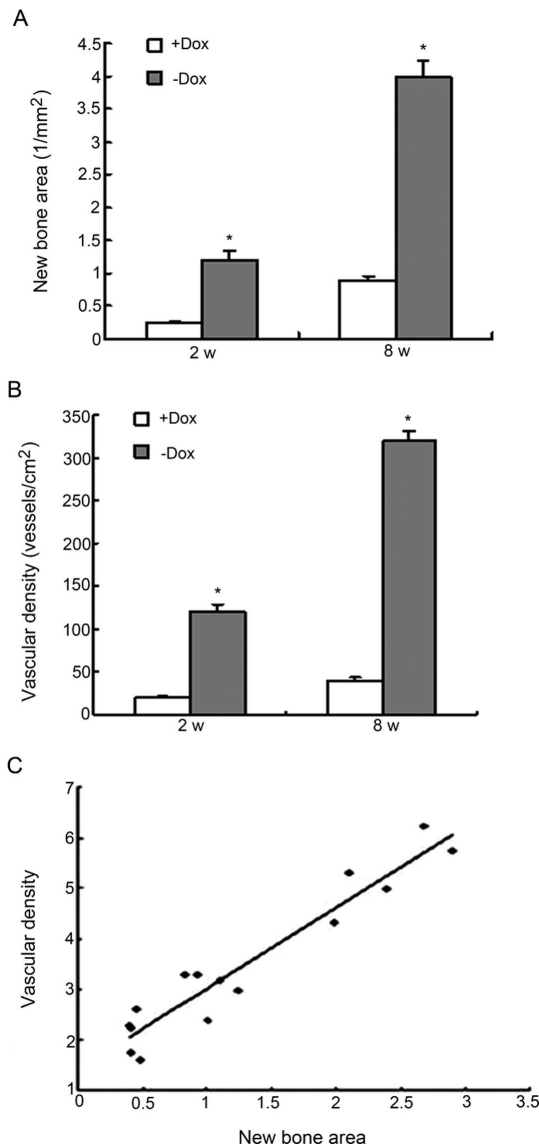 A
4.5
4
3.5
3
2.5
2
1.5
1
0.5
0
New bone area (1/mm²)
+Dox
-Dox
*
*
2 w
8 w
B
350
300
250
200
150
100
50
0
Vascular density (vessels/cm²)
+Dox
-Dox
*
*
2 w
8 w
C
7
6
5
4
3
2
1
Vascular density
0 0.5 1 1.5 2 2.5 3 3.5
New bone area